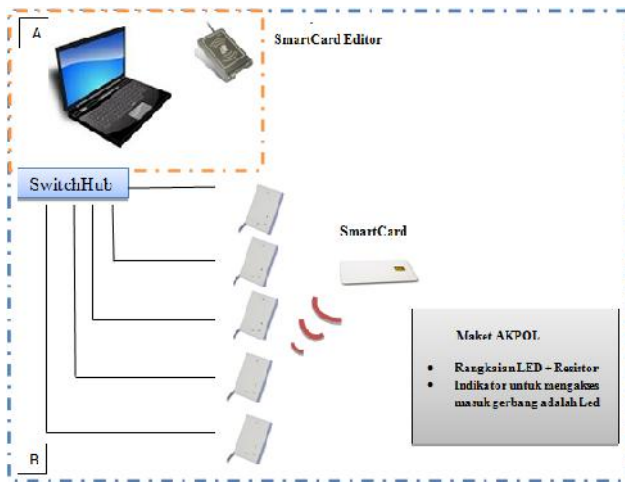 A
SmartCard Editor
SwitchHub
SmartCard
Maket AKPOL
• Rangkaian LED + Resistor
• Indikator untuk mengakses
masuk gerbang adalah Led
B